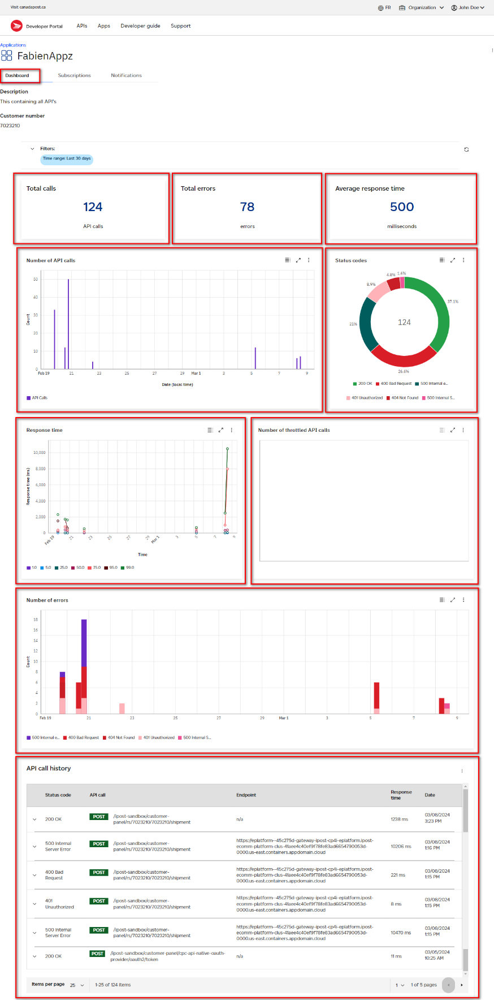 Visit canadapost.ca
FR
Organization
John Doe
Developer Portal
APIs
Apps
Developer guide
Support
Applications
FabienAppz
Dashboard
Subscriptions
Notifications
Description
This containing all API's
Customer number
7023210
Filters:
Time range: Last 30 days
Total calls
124
API calls
Total errors
78
errors
Average response time
500
milliseconds
Number of API calls
50
40
30
20
10
0
Count
Feb 19
21
23
25
27
29
Mar 1
3
5
7
9
Date (local time)
API Calls
Status codes
1.6%
4.8%
8.9%
37.1%
21%
124
26.6%
200 OK
400 Bad Request
500 Internal e...
401 Unauthorized
404 Not Found
500 Internal S...
Response time
10,000
8,000
6,000
4,000
2,000
0
Response time (ms)
Feb 19
21
23
25
27
29
Mar 1
3
5
7
9
Time
1.0
5.0
25.0
50.0
75.0
95.0
99.0
Number of throttled API calls
Number of errors
18
16
14
12
10
8
6
4
2
0
Count
Feb 19
21
23
25
27
29
Mar 1
3
5
7
9
500 Internal e...
400 Bad Request
404 Not Found
401 Unauthorized
500 Internal S...
API call history
Status code
API call
Endpoint
Response
time
Date
200 OK
POST
/ipost-sandbox/customer-
panel/rs/7023210/7023210/shipment
n/a
1238 ms
03/08/2024
3:23 PM
500 Internal
Server Error
POST
/ipost-sandbox/customer-
panel/rs/7023210/7023210/shipment
https://eplatform--45c275d-gateway-ipost-cp4i-eplatform.ipost-
ecomm-platform-clus-41aee4c40ef9f78fe83ad6654790053d-
0000.us-east.containers.appdomain.cloud
10206 ms
03/08/2024
1:16 PM
400 Bad
Request
POST
/ipost-sandbox/customer-
panel/rs/7023210/7023210/shipment
https://eplatform--45c275d-gateway-ipost-cp4i-eplatform.ipost-
ecomm-platform-clus-41aee4c40ef9f78fe83ad6654790053d-
0000.us-east.containers.appdomain.cloud
221 ms
03/08/2024
1:15 PM
401
Unauthorized
POST
/ipost-sandbox/customer-
panel/rs/7023210/7023210/shipment
https://eplatform--45c275d-gateway-ipost-cp4i-eplatform.ipost-
ecomm-platform-clus-41aee4c40ef9f78fe83ad6654790053d-
0000.us-east.containers.appdomain.cloud
8 ms
03/08/2024
1:15 PM
500 Internal
Server Error
POST
/ipost-sandbox/customer-
panel/rs/7023210/7023210/shipment
https://eplatform--45c275d-gateway-ipost-cp4i-eplatform.ipost-
ecomm-platform-clus-41aee4c40ef9f78fe83ad6654790053d-
0000.us-east.containers.appdomain.cloud
10470 ms
03/08/2024
1:15 PM
200 OK
POST
/ipost-sandbox/customer-panel/cpc-api-native-oauth-
provider/oauth2/token
n/a
11 ms
03/05/2024
10:25 AM
Items per page
25
1-25 of 124 items
1
1 of 5 pages